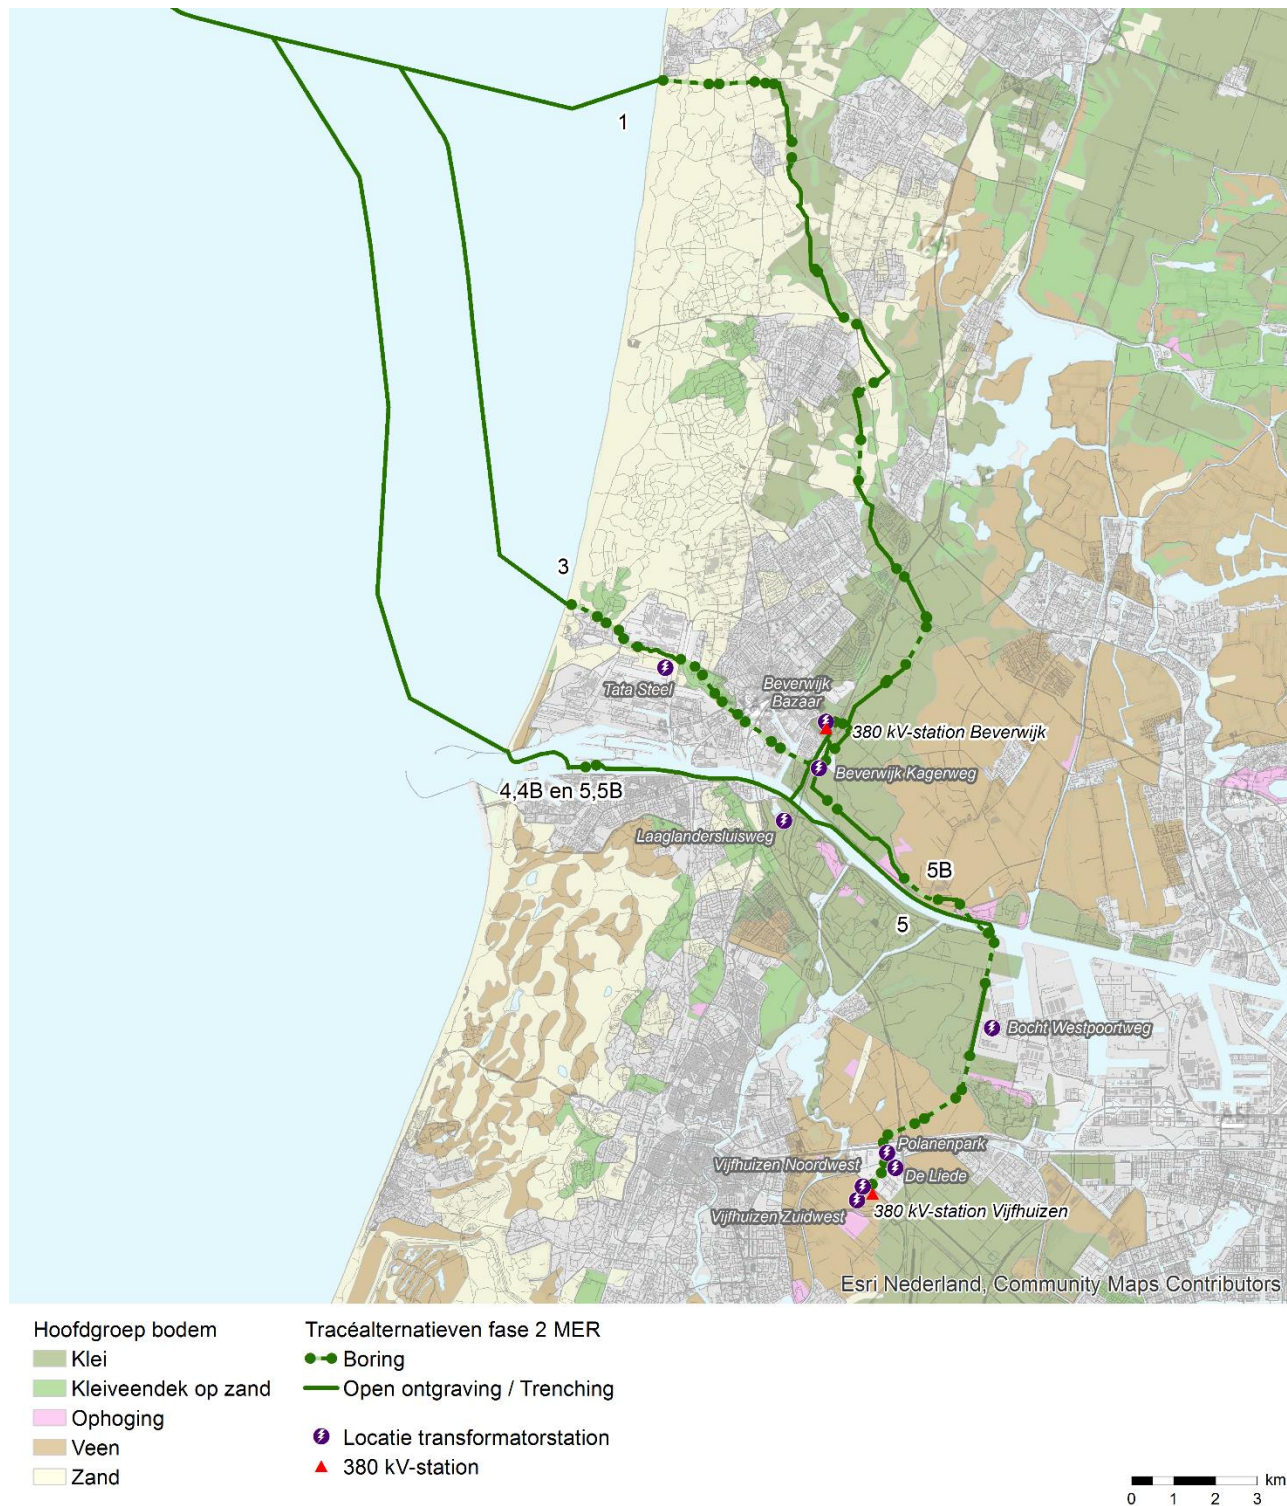 1
3
Tata Steel
Beverwijk
Bazaar
380 kV-station Beverwijk
Beverwijk Kagerweg
4,4B en 5,5B
Laaglandersluisweg
5B
5
Bocht Westpoortweg
Polanenpark
Vijfhuizen Noordwest
De Liede
Vijfhuizen Zuidwest
380 kV-station Vijfhuizen
Esri Nederland, Community Maps Contributors
Hoofdgroep bodem
Klei
Kleiveendek op zand
Ophoging
Veen
Zand
Tracéalternatieven fase 2 MER
Boring
Open ontgraving / Trenching
Locatie transformatorstation
380 kV-station
km
0 1 2 3